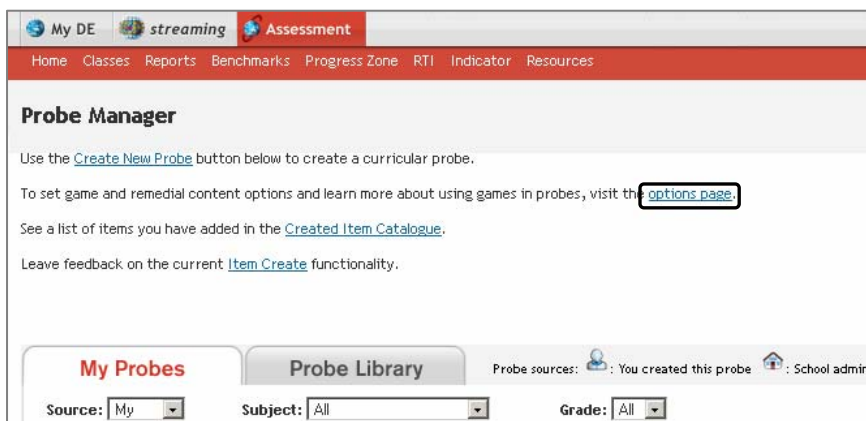 My DE streaming Assessment
Home Classes Reports Benchmarks Progress Zone RTI Indicator Resources
Probe Manager
Use the Create New Probe button below to create a curricular probe.
To set game and remedial content options and learn more about using games in probes, visit the options page.
See a list of items you have added in the Created Item Catalogue.
Leave feedback on the current Item Create functionality.
My Probes Probe Library Probe sources: : You created this probe : School admin
Source: My Subject: All Grade: All